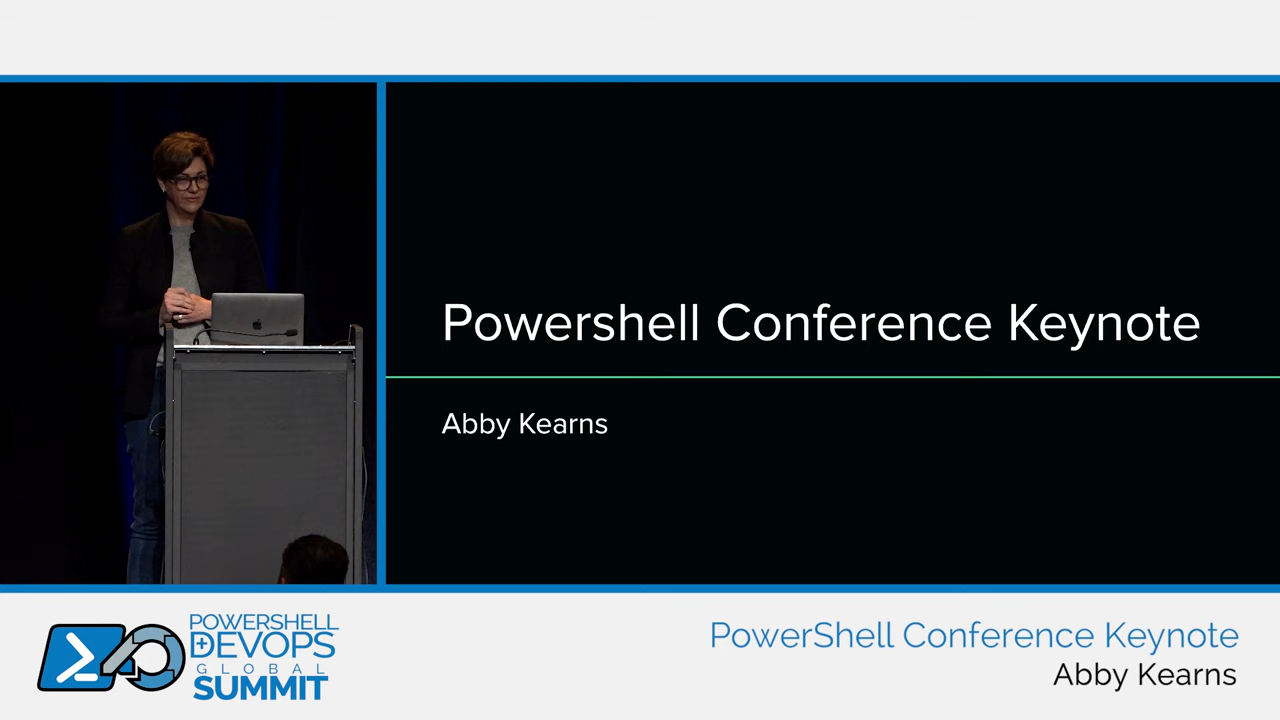 Powershell Conference Keynote
Abby Kearns
POWERSHELL
+DEVOPS
GLOBAL
SUMMIT
PowerShell Conference Keynote
Abby Kearns